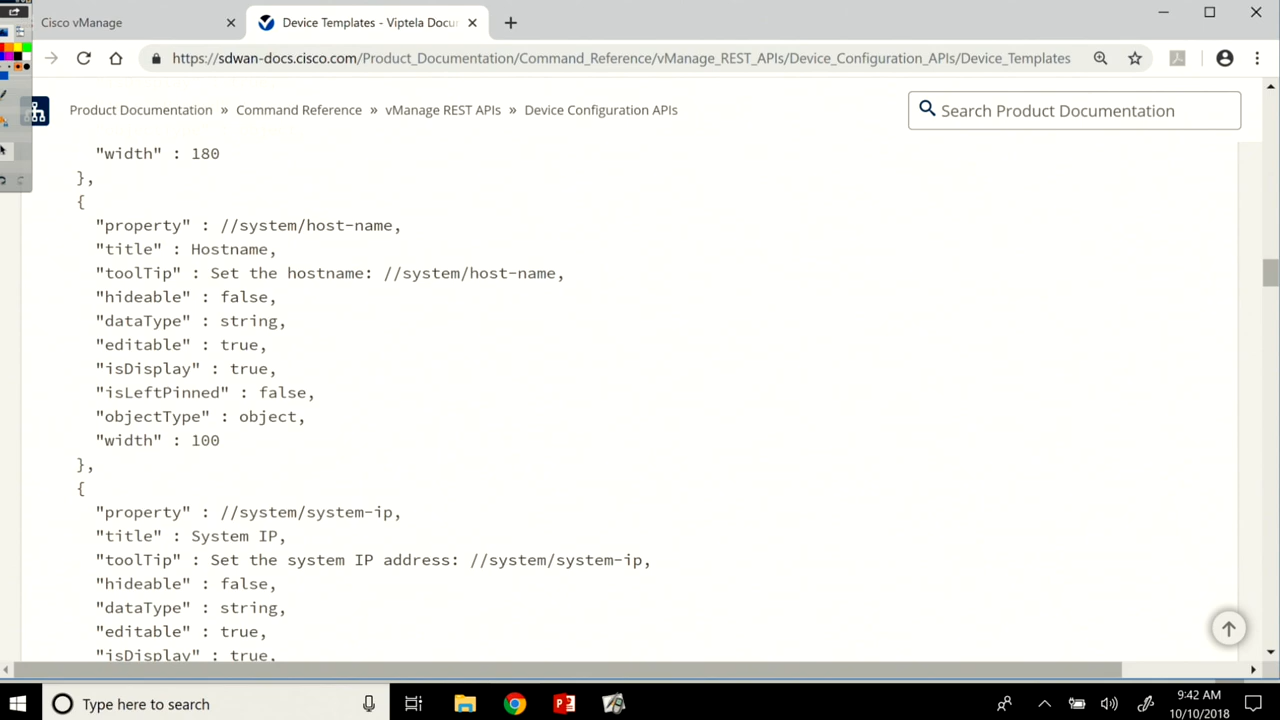 Cisco vManage
Device Templates - Viptela Docu
https://sdwan-docs.cisco.com/Product_Documentation/Command_Reference/vManage_REST_APIs/Device_Configuration_APIs/Device_Templates
Product Documentation » Command Reference » vManage REST APIs » Device Configuration APIs
Search Product Documentation
"width" : 180
},
{
"property" : //system/host-name,
"title" : Hostname,
"toolTip" : Set the hostname: //system/host-name,
"hideable" : false,
"dataType" : string,
"editable" : true,
"isDisplay" : true,
"isLeftPinned" : false,
"objectType" : object,
"width" : 100
},
{
"property" : //system/system-ip,
"title" : System IP,
"toolTip" : Set the system IP address: //system/system-ip,
"hideable" : false,
"dataType" : string,
"editable" : true,
"isDisplay" : true,
Type here to search
9:42 AM
10/10/2018